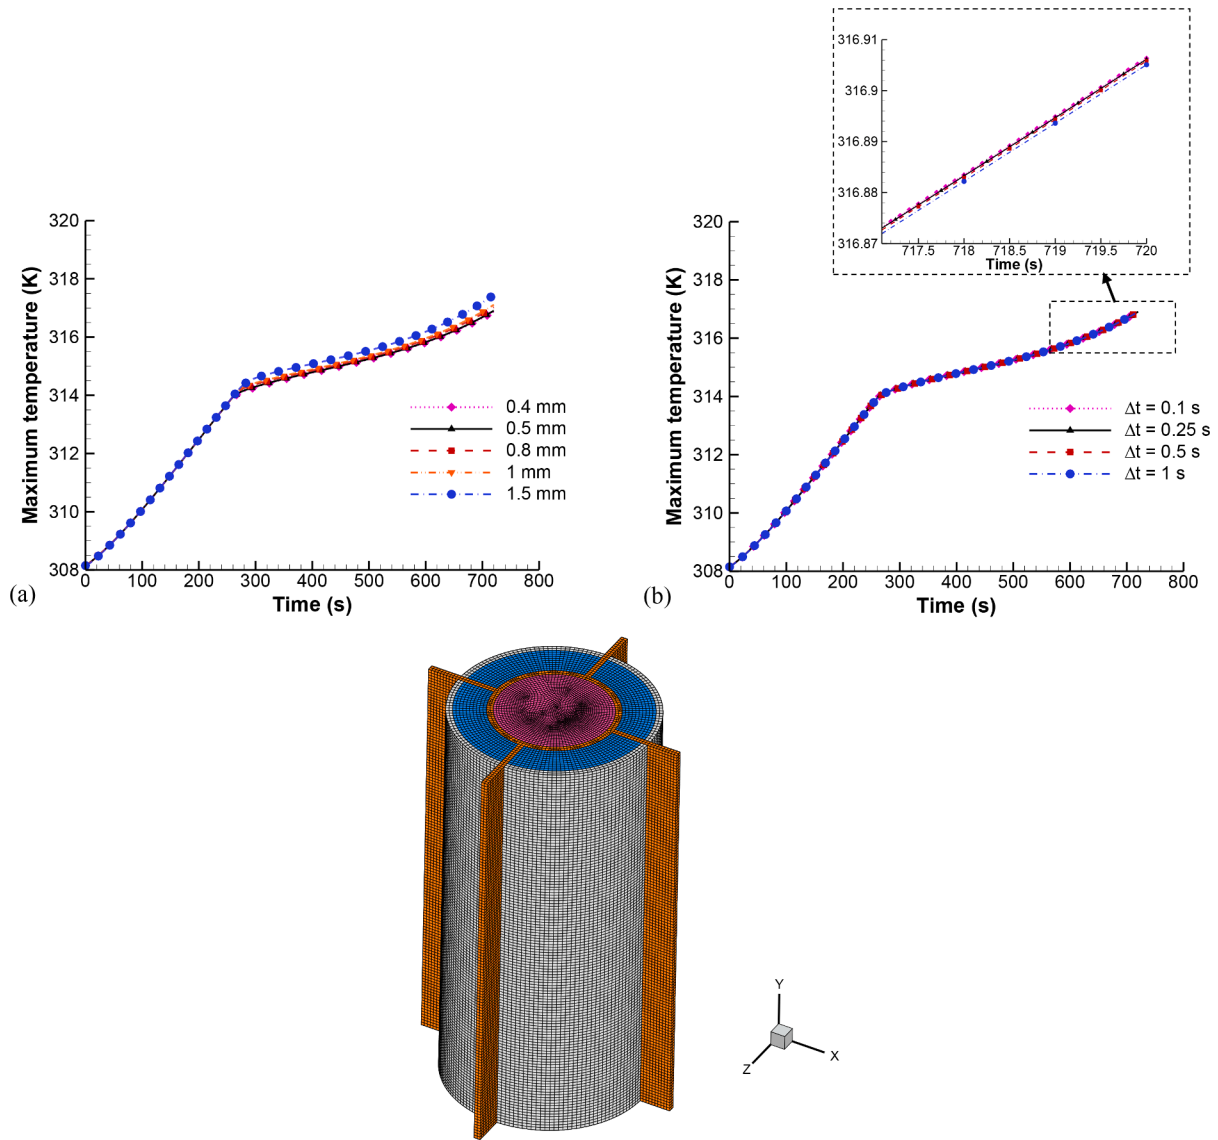 316.91
316.9
316.89
316.88
316.87
717.5 718 718.5 719 719.5 720
Time (s)
320
318
316
314
312
310
308
Maximum temperature (K)
0.4 mm
0.5 mm
0.8 mm
1 mm
1.5 mm
0 100 200 300 400 500 600 700 800
Time (s)
(a)
320
318
316
314
312
310
308
Maximum temperature (K)
Δt = 0.1 s
Δt = 0.25 s
Δt = 0.5 s
Δt = 1 s
0 100 200 300 400 500 600 700 800
Time (s)
(b)
Y
X
Z